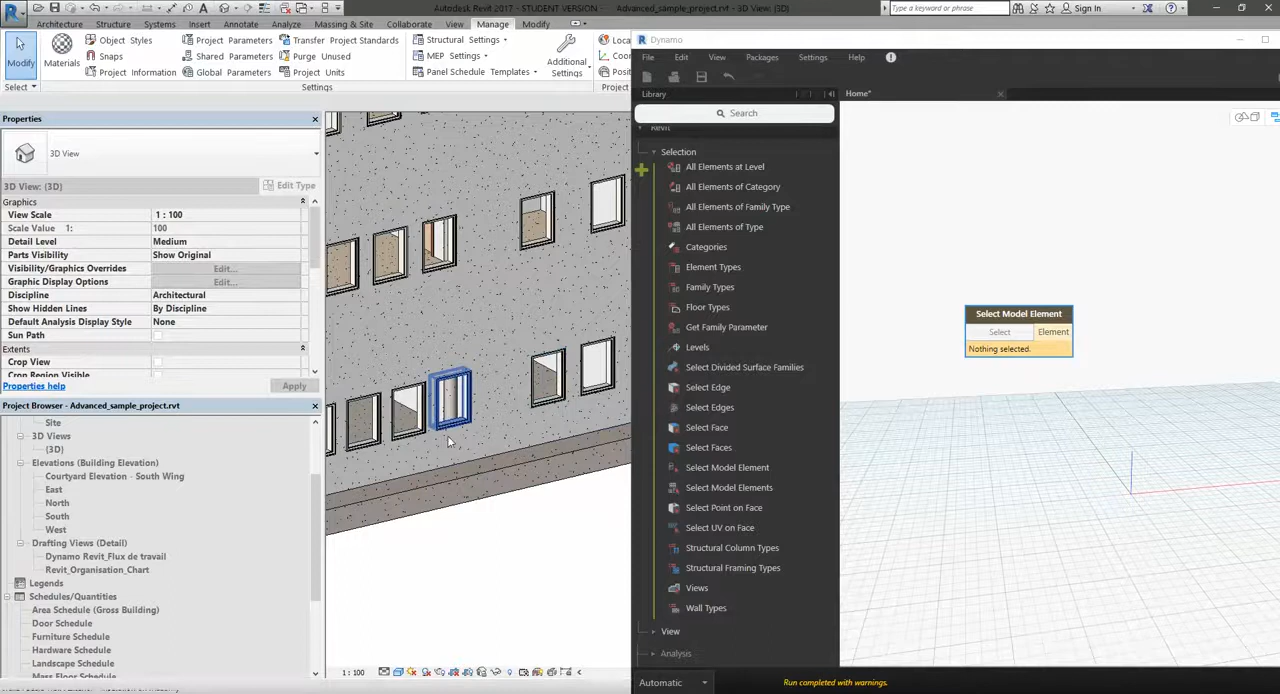 Autodesk Revit 2017 - STUDENT VERSION - Advanced_sample_project.rvt - 3D View: {3D}
Type a keyword or phrase
Sign In
Architecture Structure Systems Insert Annotate Analyze Massing & Site Collaborate View Manage Modify
Modify
Select
Materials
Object Styles
Snaps
Project Information
Project Parameters
Shared Parameters
Global Parameters
Transfer Project Standards
Purge Unused
Project Units
Settings
Structural Settings
MEP Settings
Panel Schedule Templates
Additional
Settings
Project
Properties
3D View
3D View: {3D}
Edit Type
Graphics
View Scale 1 : 100
Scale Value 1: 100
Detail Level Medium
Parts Visibility Show Original
Visibility/Graphics Overrides Edit...
Graphic Display Options Edit...
Discipline Architectural
Show Hidden Lines By Discipline
Default Analysis Display Style None
Sun Path
Extents
Crop View
Crop Region Visible
Properties help
Apply
Project Browser - Advanced_sample_project.rvt
Site
3D Views
{3D}
Elevations (Building Elevation)
Courtyard Elevation - South Wing
East
North
South
West
Drafting Views (Detail)
Dynamo Revit_Flux de travail
Revit_Organisation_Chart
Legends
Schedules/Quantities
Area Schedule (Gross Building)
Door Schedule
Furniture Schedule
Hardware Schedule
Landscape Schedule
1 : 100
Dynamo
File Edit View Packages Settings Help
Library
Home*
Search
Revit
Selection
All Elements at Level
All Elements of Category
All Elements of Family Type
All Elements of Type
Categories
Element Types
Family Types
Floor Types
Get Family Parameter
Levels
Select Divided Surface Families
Select Edge
Select Edges
Select Face
Select Faces
Select Model Element
Select Model Elements
Select Point on Face
Select UV on Face
Structural Column Types
Structural Framing Types
Views
Wall Types
View
Analysis
Automatic
Run completed with warnings.
Select Model Element
Select Element
Nothing selected.